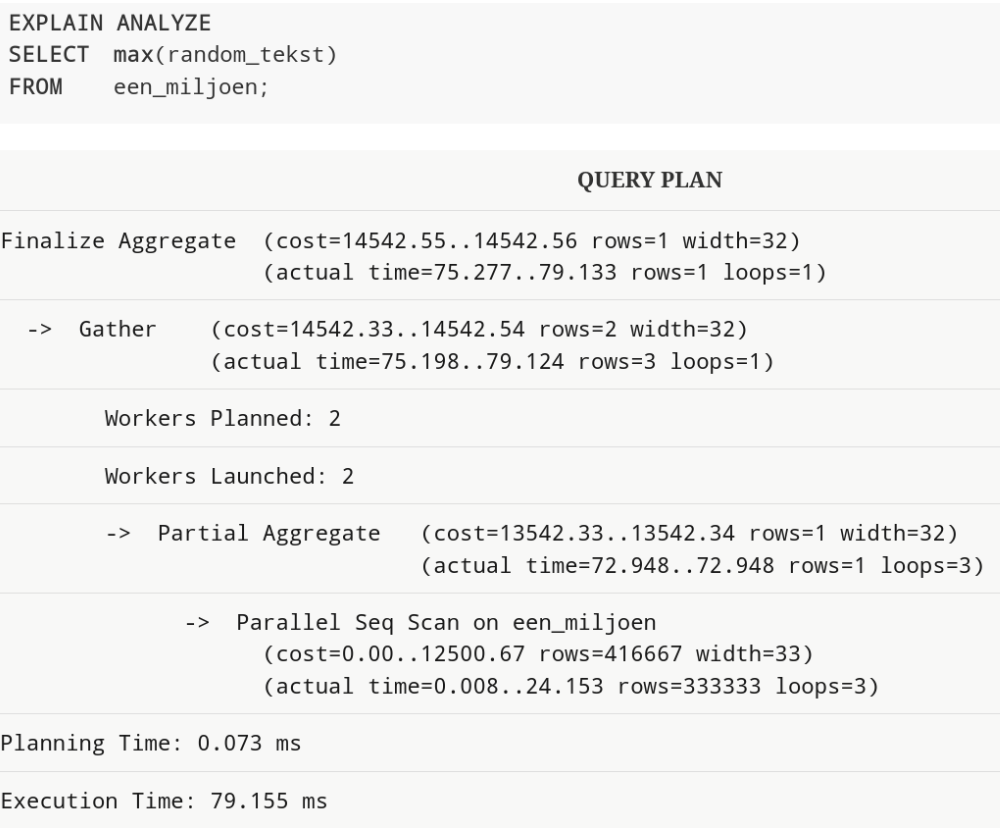 EXPLAIN ANALYZE
SELECT max(random_tekst)
FROM een_miljoen;
QUERY PLAN
Finalize Aggregate (cost=14542.55..14542.56 rows=1 width=32)
(actual time=75.277..79.133 rows=1 loops=1)
-> Gather (cost=14542.33..14542.54 rows=2 width=32)
(actual time=75.198..79.124 rows=3 loops=1)
Workers Planned: 2
Workers Launched: 2
-> Partial Aggregate (cost=13542.33..13542.34 rows=1 width=32)
(actual time=72.948..72.948 rows=1 loops=3)
-> Parallel Seq Scan on een_miljoen
(cost=0.00..12500.67 rows=416667 width=33)
(actual time=0.008..24.153 rows=333333 loops=3)
Planning Time: 0.073 ms
Execution Time: 79.155 ms